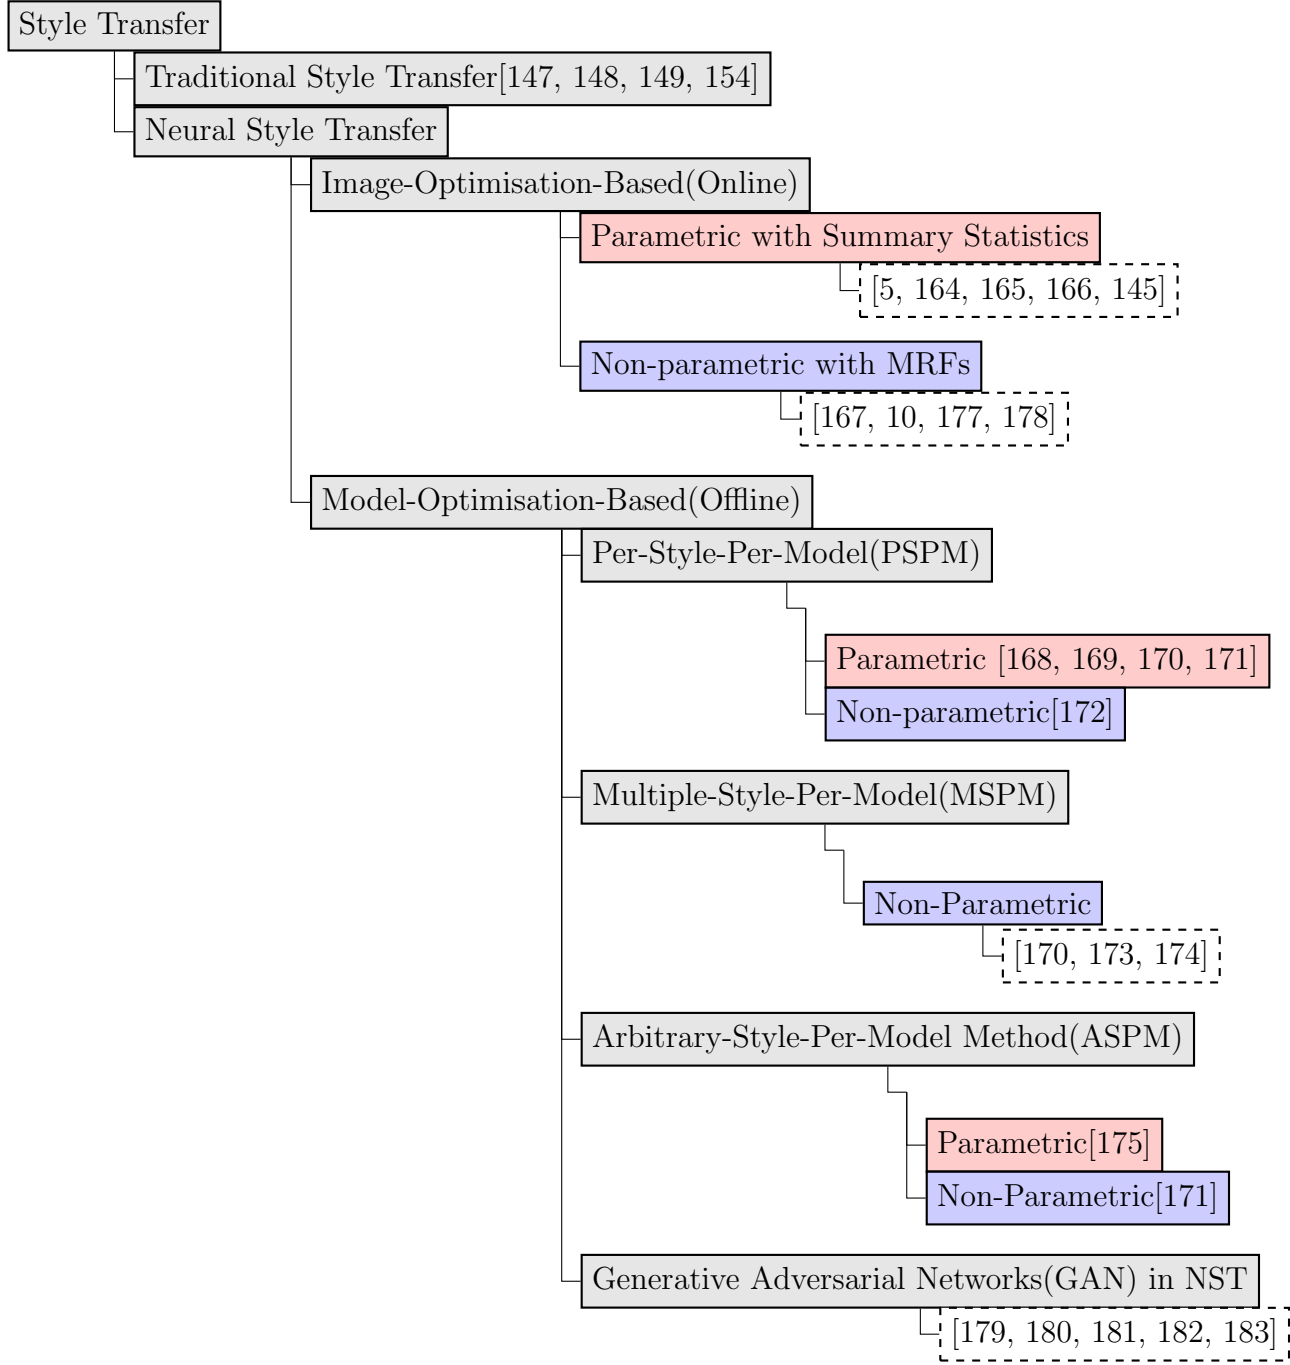 Style Transfer
Traditional Style Transfer[147, 148, 149, 154]
Neural Style Transfer
Image-Optimisation-Based(Online)
Parametric with Summary Statistics
[5, 164, 165, 166, 145]
Non-parametric with MRFs
[167, 10, 177, 178]
Model-Optimisation-Based(Offline)
Per-Style-Per-Model(PSPM)
Parametric [168, 169, 170, 171]
Non-parametric[172]
Multiple-Style-Per-Model(MSPM)
Non-Parametric
[170, 173, 174]
Arbitrary-Style-Per-Model Method(ASPM)
Parametric[175]
Non-Parametric[171]
Generative Adversarial Networks(GAN) in NST
[179, 180, 181, 182, 183]